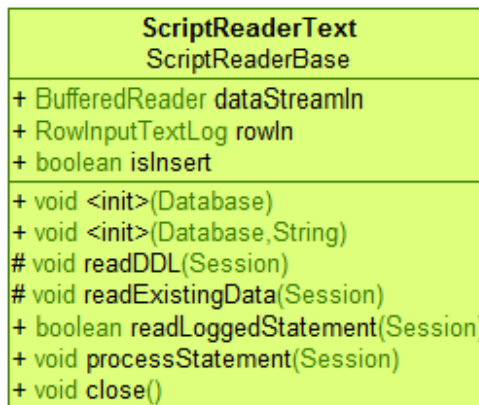 ScriptReaderText
ScriptReaderBase
+ BufferedReader dataStreamIn
+ RowInputTextLog rowIn
+ boolean isInsert
+ void <init>(Database)
+ void <init>(Database,String)
# void readDDL(Session)
# void readExistingData(Session)
+ boolean readLoggedStatement(Session)
+ void processStatement(Session)
+ void close()